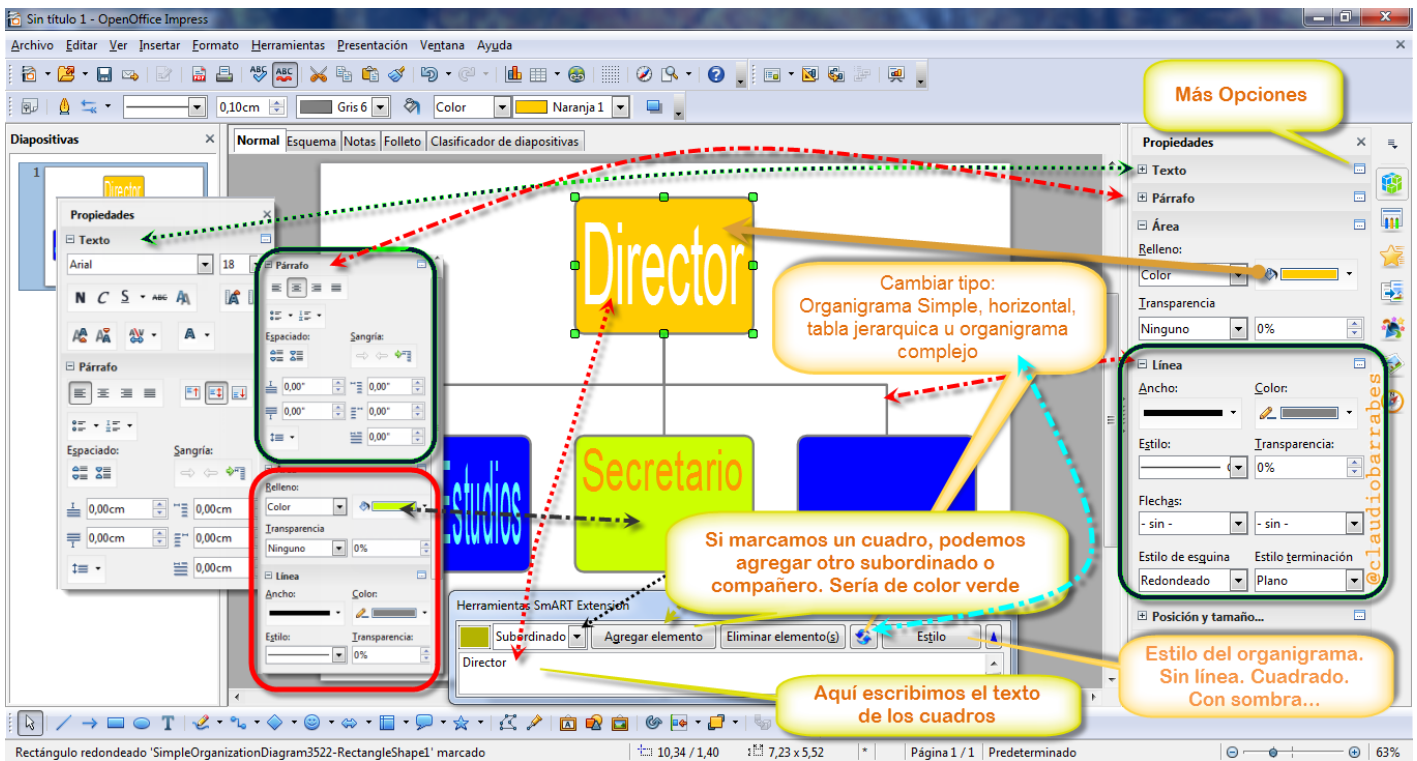 Sin título 1 - OpenOffice Impress
Archivo Editar Ver Insertar Formato Herramientas Presentación Ventana Ayuda
0,10cm Gris 6 Color Naranja 1
Más Opciones
Diapositivas
Normal Esquema Notas Folleto Clasificador de diapositivas
Propiedades
1
Director
Texto
Párrafo
Área
Relleno:
Color
Transparencia
Ninguno 0%
Línea
Ancho: Color:
Estilo: Transparencia:
0%
Flechas:
- sin - - sin -
Estilo de esquina Estilo terminación
Redondeado Plano
Posición y tamaño...
@claudiobarrabes
Propiedades
Texto
Arial 18
N C S ABC
Párrafo
Espaciado: Sangría:
0,00cm 0,00cm
0,00cm 0,00cm
0,00cm
Párrafo
Espaciado: Sangría:
0,00" 0,00"
0,00" 0,00"
0,00"
Relleno:
Color
Transparencia
Ninguno 0%
Línea
Ancho: Color:
Estilo: Transparencia:
0%
Director
Cambiar tipo:
Organigrama Simple, horizontal,
tabla jerarquica u organigrama
complejo
Estudios
Secretario
Si marcamos un cuadro, podemos
agregar otro subordinado o
compañero. Sería de color verde
Herramientas SmART Extension
Subordinado Agregar elemento Eliminar elemento(s) Estilo
Director
Aquí escribimos el texto
de los cuadros
Estilo del organigrama.
Sin línea. Cuadrado.
Con sombra...
Rectángulo redondeado 'SimpleOrganizationDiagram3522-RectangleShape1' marcado 10,34 / 1,40 7,23 x 5,52 * Página 1 / 1 Predeterminado 63%